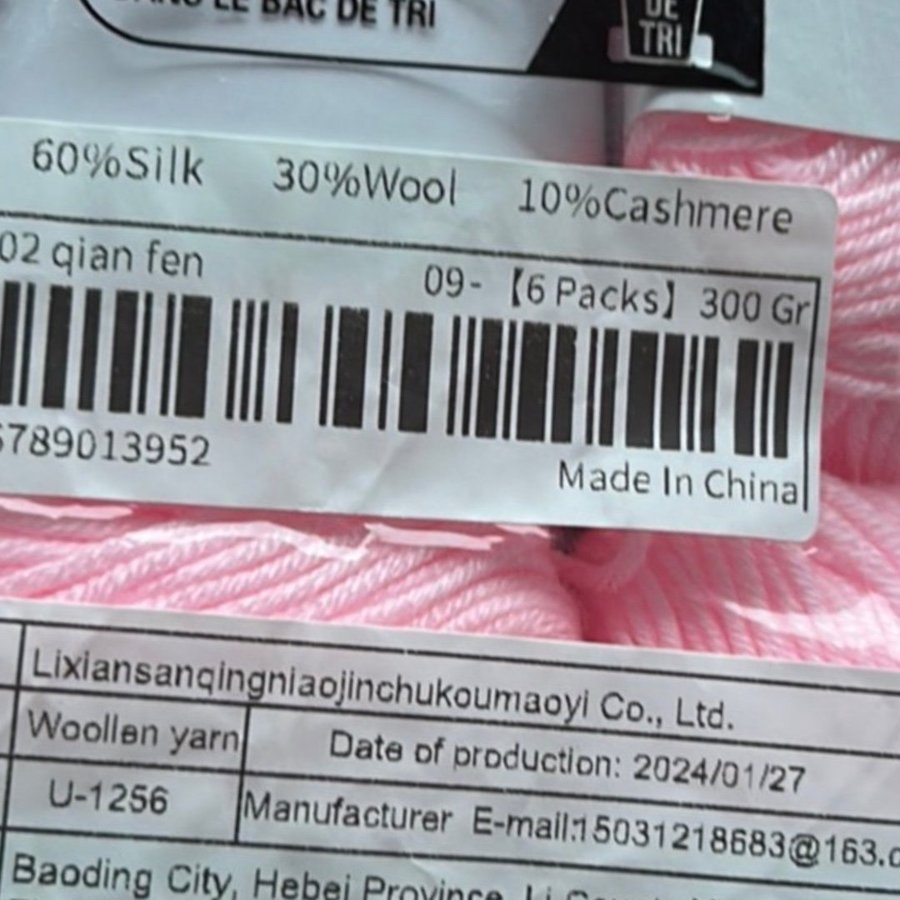 LE BAC DE TRI
DE
TRI
60%Silk 30%Wool 10%Cashmere
02 qian fen
09-【6 Packs】300 Gr
789013952
Made In China
Lixiansanqingniaojinchukoumaoyi Co., Ltd.
Woollen yarn Date of production: 2024/01/27
U-1256 Manufacturer E-mail:15031218683@163.c
Baoding City, Hebei Province, Li